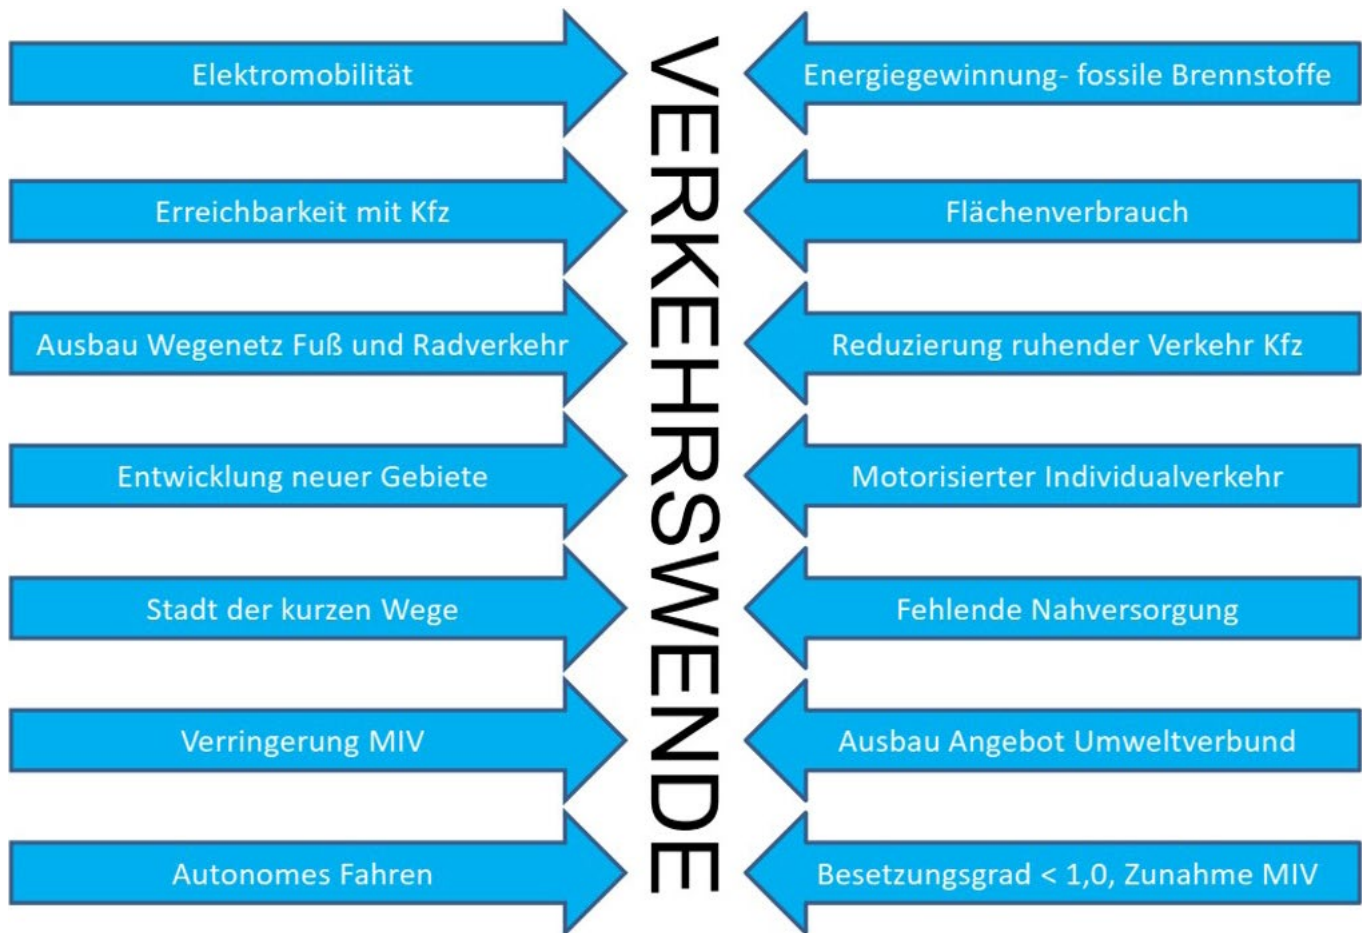 Elektromobilität
Energiegewinnung- fossile Brennstoffe
Erreichbarkeit mit Kfz
Flächenverbrauch
Ausbau Wegenetz Fuß und Radverkehr
Reduzierung ruhender Verkehr Kfz
Entwicklung neuer Gebiete
Motorisierter Individualverkehr
Stadt der kurzen Wege
Fehlende Nahversorgung
Verringerung MIV
Ausbau Angebot Umweltverbund
Autonomes Fahren
Besetzungsgrad < 1,0, Zunahme MIV
VERKEHRSWENDE